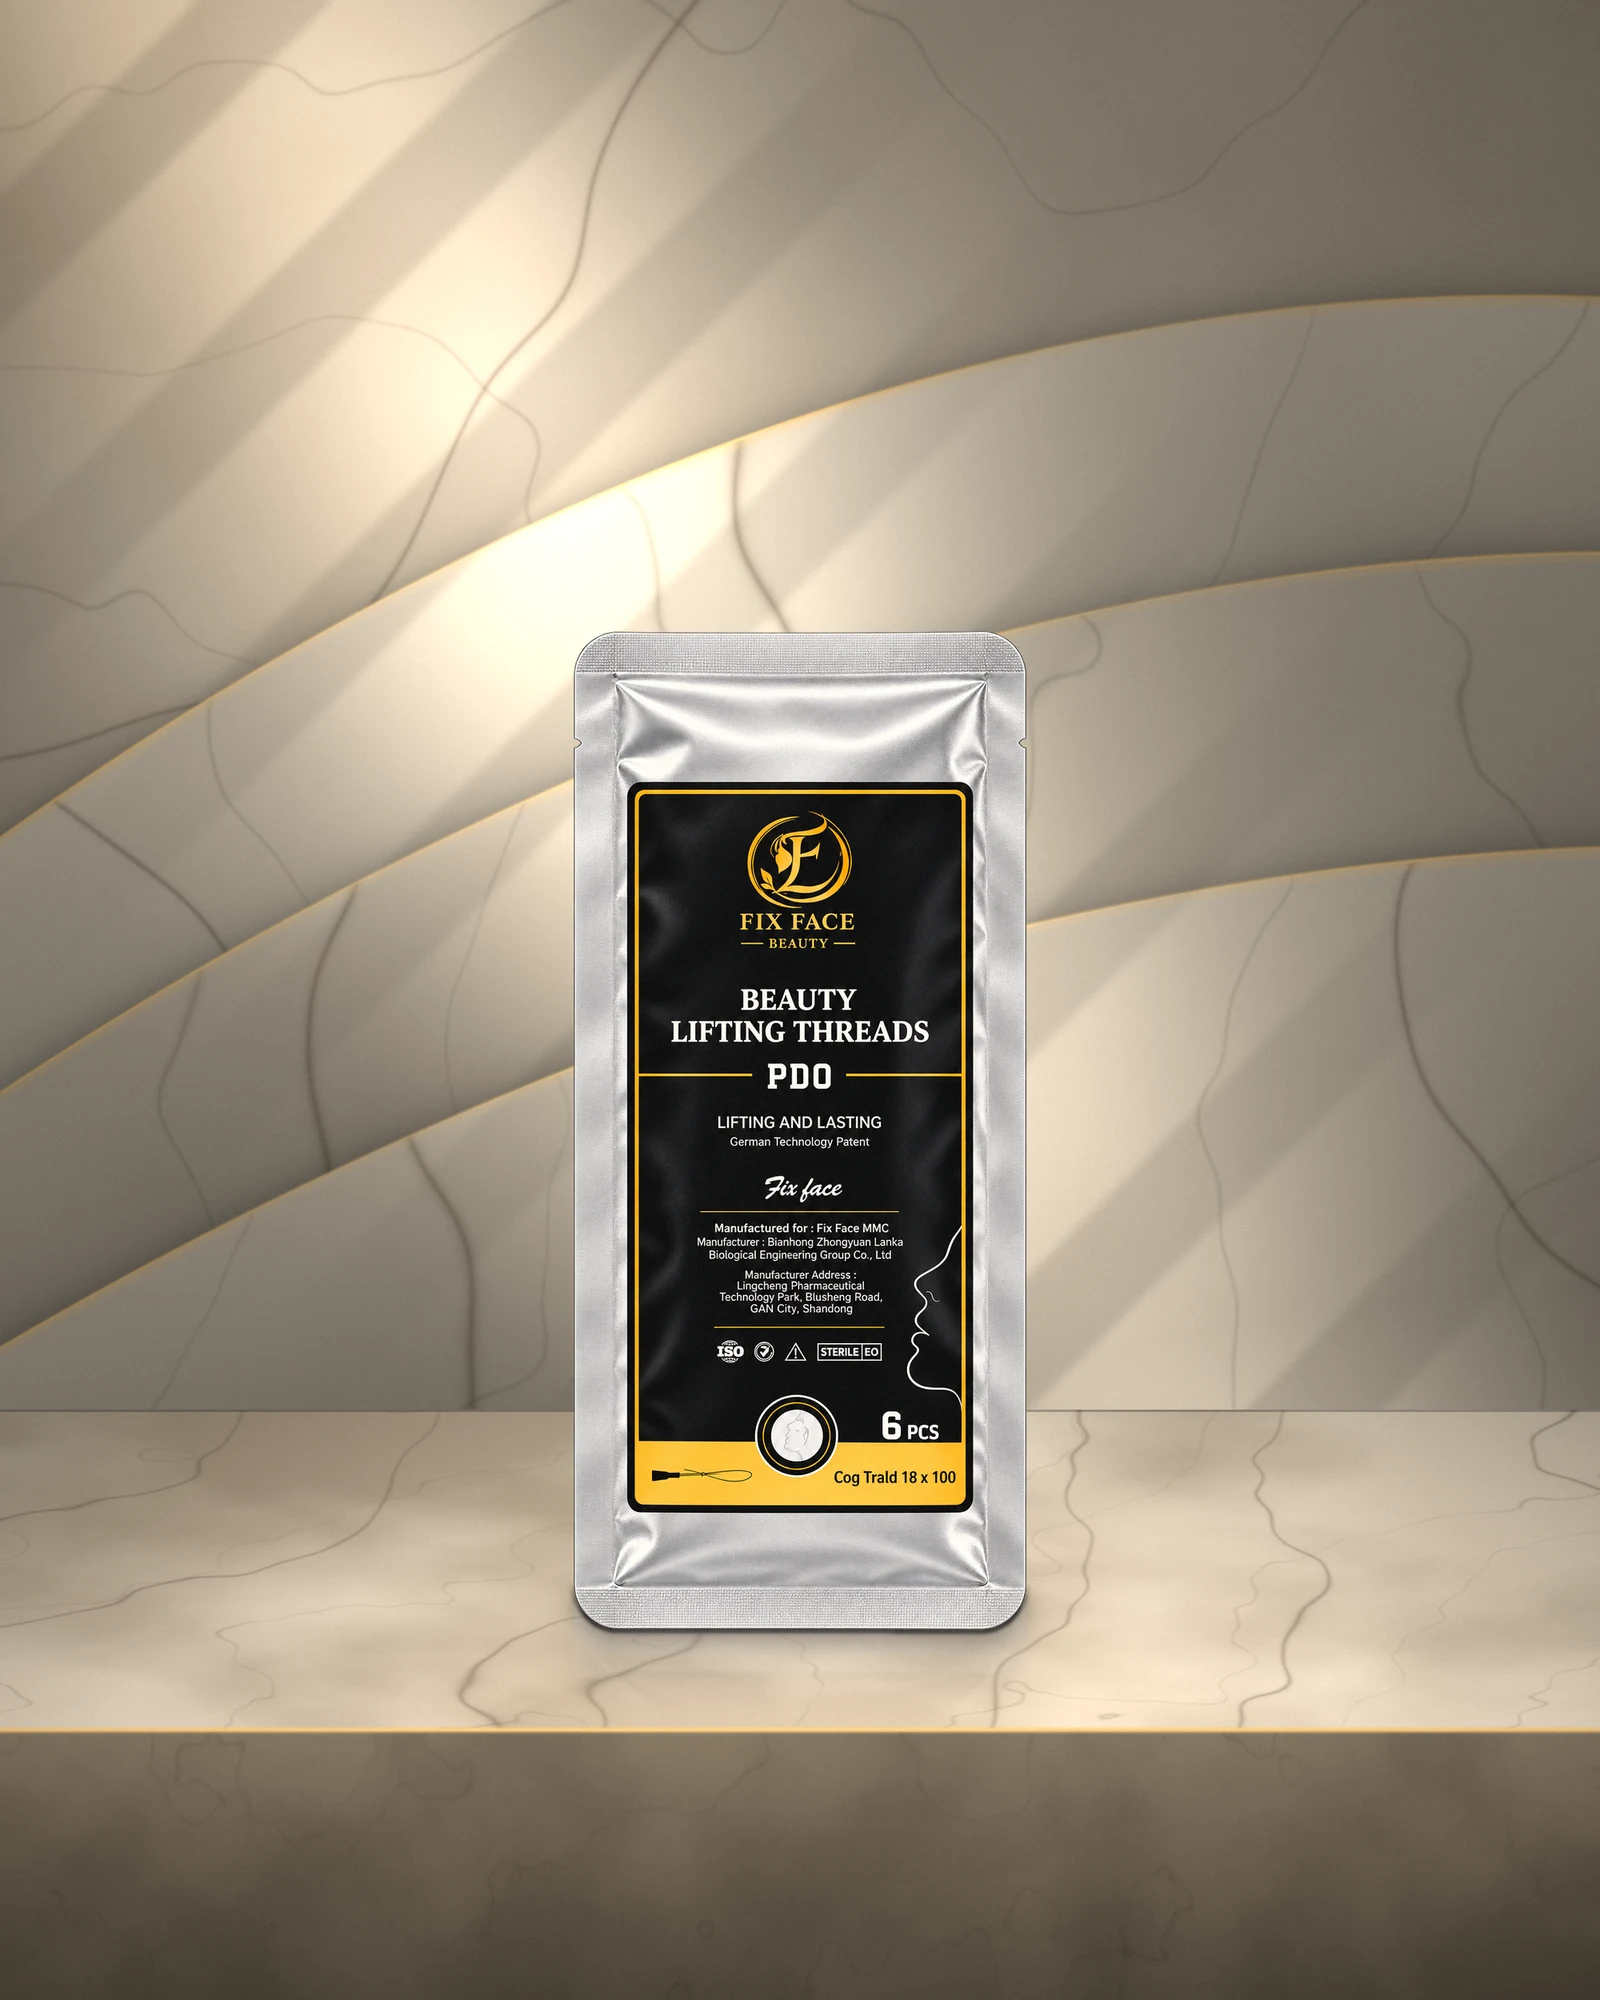 FIX FACE
BEAUTY
BEAUTY
LIFTING THREADS
PDO
LIFTING AND LASTING
German Technology Patent
Fix face
Manufactured for : Fix Face MMC
Manufacturer : Bianhong Zhongyuan Lanka
Biological Engineering Group Co., Ltd
Manufacturer Address :
Lingcheng Pharmaceutical
Technology Park, Blusheng Road,
GAN City, Shandong
ISO
STERILE EO
6 PCS
Cog Trald 18 x 100